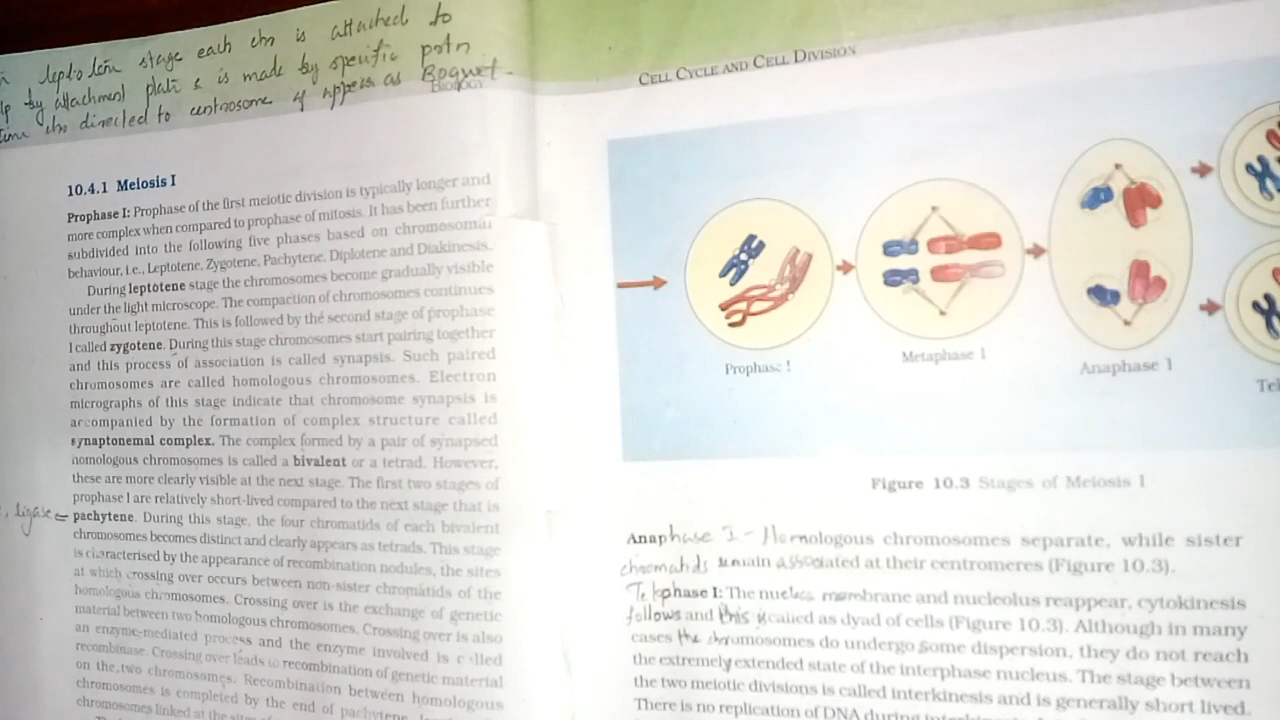 leptoten stage each chr is attached to
by attachment plate & is made by specific potn
chr directed to centrosome & appear as Boquet-
BIOLOGY
10.4.1 Meiosis I
Prophase I: Prophase of the first meiotic division is typically longer and
more complex when compared to prophase of mitosis. It has been further
subdivided into the following five phases based on chromosomal
behaviour, i.e., Leptotene, Zygotene, Pachytene, Diplotene and Diakinesis.
During leptotene stage the chromosomes become gradually visible
under the light microscope. The compaction of chromosomes continues
throughout leptotene. This is followed by the second stage of prophase
I called zygotene. During this stage chromosomes start pairing together
and this process of association is called synapsis. Such paired
chromosomes are called homologous chromosomes. Electron
micrographs of this stage indicate that chromosome synapsis is
accompanied by the formation of complex structure called
synaptonemal complex. The complex formed by a pair of synapsed
homologous chromosomes is called a bivalent or a tetrad. However,
these are more clearly visible at the next stage. The first two stages of
prophase I are relatively short-lived compared to the next stage that is
ligase
pachytene. During this stage, the four chromatids of each bivalent
chromosomes becomes distinct and clearly appears as tetrads. This stage
is characterised by the appearance of recombination nodules, the sites
at which crossing over occurs between non-sister chromatids of the
homologous chromosomes. Crossing over is the exchange of genetic
material between two homologous chromosomes. Crossing over is also
an enzyme-mediated process and the enzyme involved is called
recombinase. Crossing over leads to recombination of genetic material
on the two chromosomes. Recombination between homologous
chromosomes is completed by the end of pachytene,
chromosomes linked at the sites of
CELL CYCLE AND CELL DIVISION
Prophase I
Metaphase I
Anaphase I
Tel
Figure 10.3 Stages of Meiosis I
Anaphase I - Homologous chromosomes separate, while sister
chromatids remain associated at their centromeres (Figure 10.3).
Telophase I: The nuclear membrane and nucleolus reappear, cytokinesis
follows and this is called as dyad of cells (Figure 10.3). Although in many
cases the chromosomes do undergo some dispersion, they do not reach
the extremely extended state of the interphase nucleus. The stage between
the two meiotic divisions is called interkinesis and is generally short lived.
There is no replication of DNA during